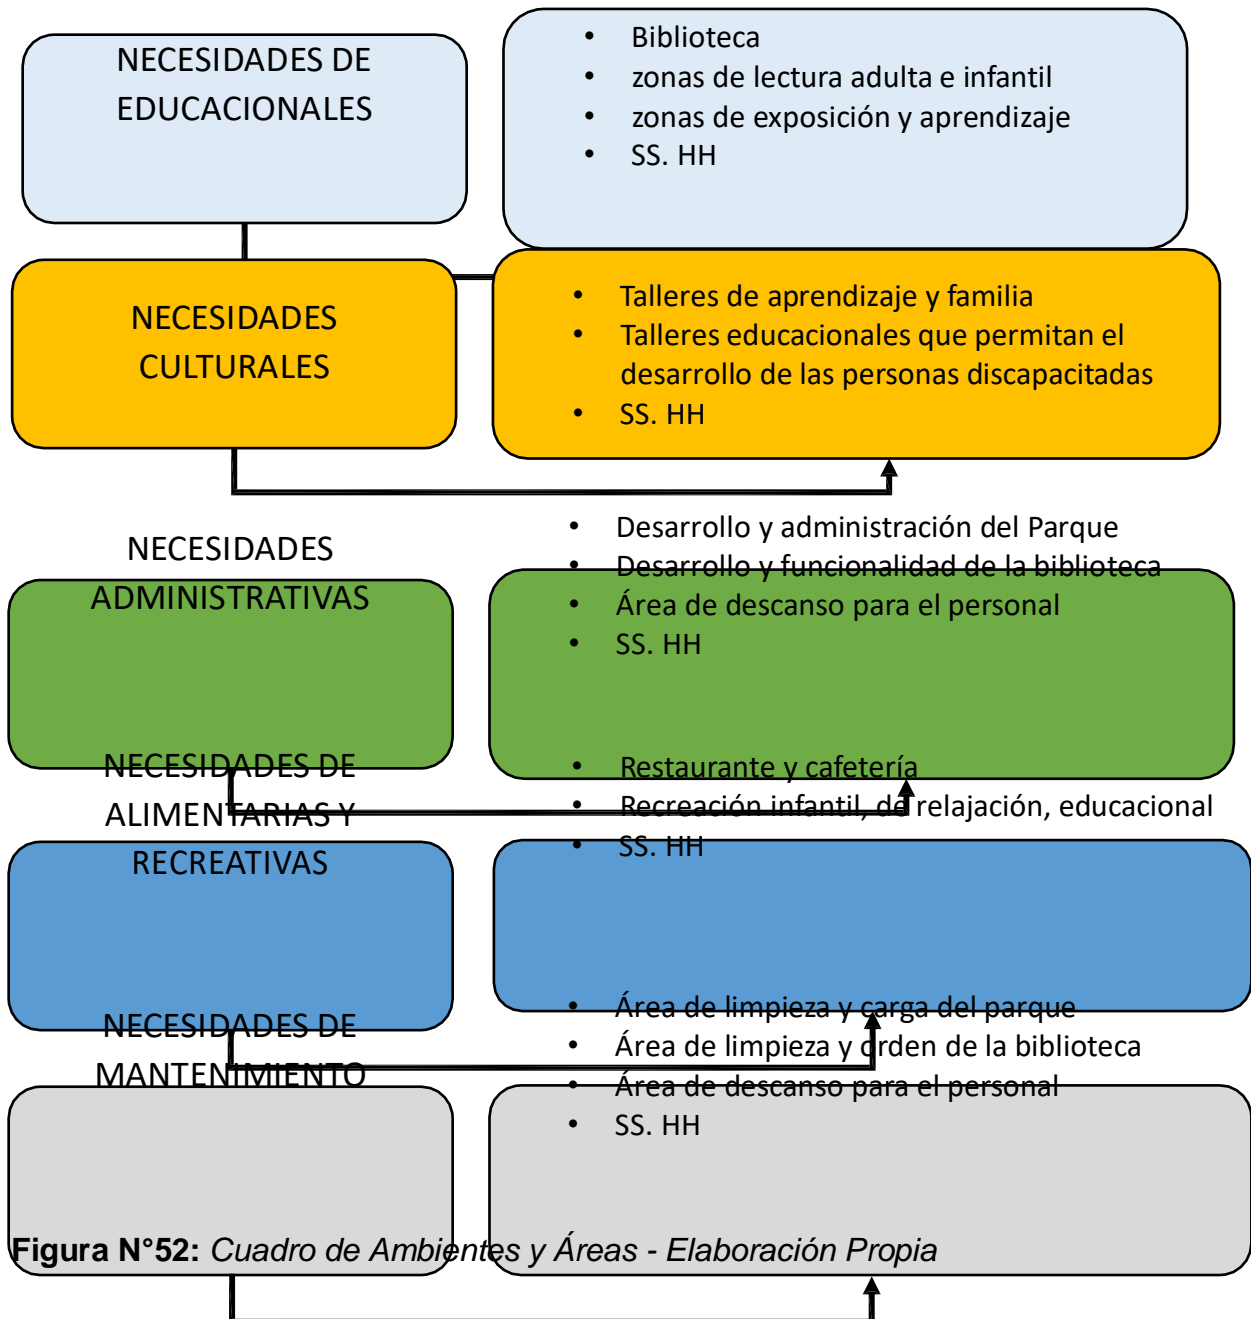 NECESIDADES DE
EDUCACIONALES
• Biblioteca
• zonas de lectura adulta e infantil
• zonas de exposición y aprendizaje
• SS. HH
NECESIDADES
CULTURALES
• Talleres de aprendizaje y familia
• Talleres educacionales que permitan el
desarrollo de las personas discapacitadas
• SS. HH
NECESIDADES
ADMINISTRATIVAS
• Desarrollo y administración del Parque
• Desarrollo y funcionalidad de la biblioteca
• Área de descanso para el personal
• SS. HH
NECESIDADES DE
ALIMENTARIAS Y
RECREATIVAS
• Restaurante y cafetería
• Recreación infantil, de relajación, educacional
• SS. HH
NECESIDADES DE
MANTENIMIENTO
• Área de limpieza y carga del parque
• Área de limpieza y orden de la biblioteca
• Área de descanso para el personal
• SS. HH
Figura N°52: Cuadro de Ambientes y Áreas - Elaboración Propia